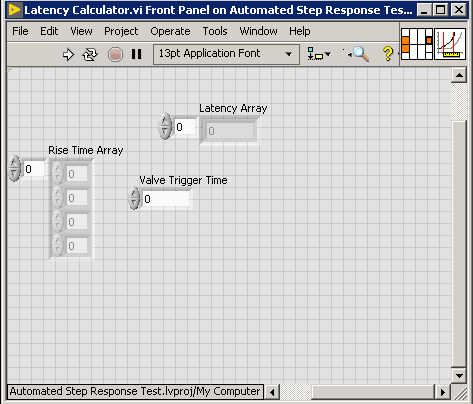 Latency Calculator.vi Front Panel on Automated Step Response Test...
File Edit View Project Operate Tools Window Help
13pt Application Font
Latency Array
0 0
Rise Time Array
0 0
Valve Trigger Time
0 0
0
0
Automated Step Response Test.lvproj/My Computer